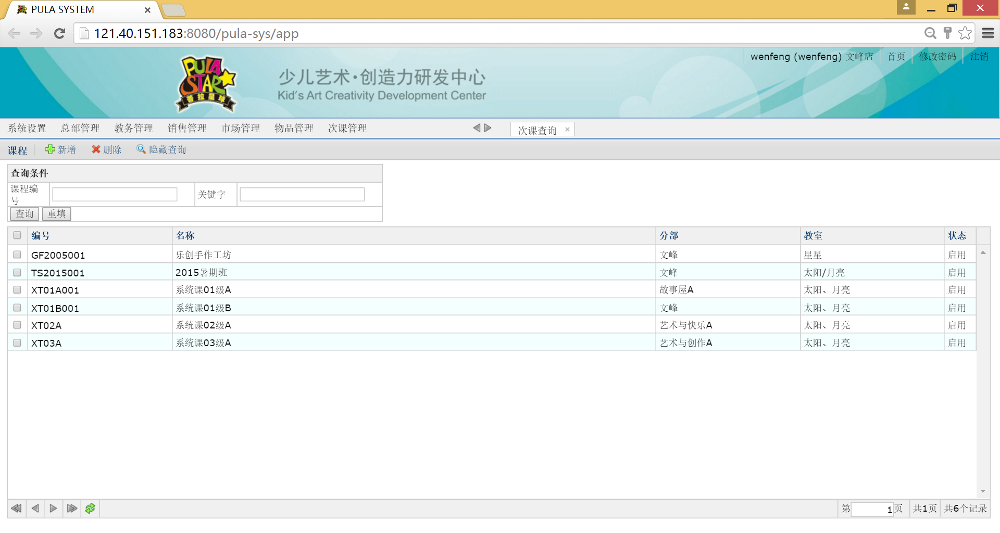 PULA SYSTEM
121.40.151.183:8080/pula-sys/app
wenfeng (wenfeng) 文峰店 首页 修改密码 注销
PULA
STAR
普拉星球
少儿艺术·创造力研发中心
Kid's Art Creativity Development Center
系统设置 总部管理 教务管理 销售管理 市场管理 物品管理 次课管理 次课查询
课程 新增 删除 隐藏查询
查询条件
课程编号 关键字
查询 重填
编号 名称 分部 教室 状态
GF2005001 乐创手作工坊 文峰 星星 启用
TS2015001 2015暑期班 文峰 太阳/月亮 启用
XT01A001 系统课01级A 故事屋A 太阳、月亮 启用
XT01B001 系统课01级B 文峰 太阳、月亮 启用
XT02A 系统课02级A 艺术与快乐A 太阳、月亮 启用
XT03A 系统课03级A 艺术与创作A 太阳、月亮 启用
第 1 页 共1页 共6个记录